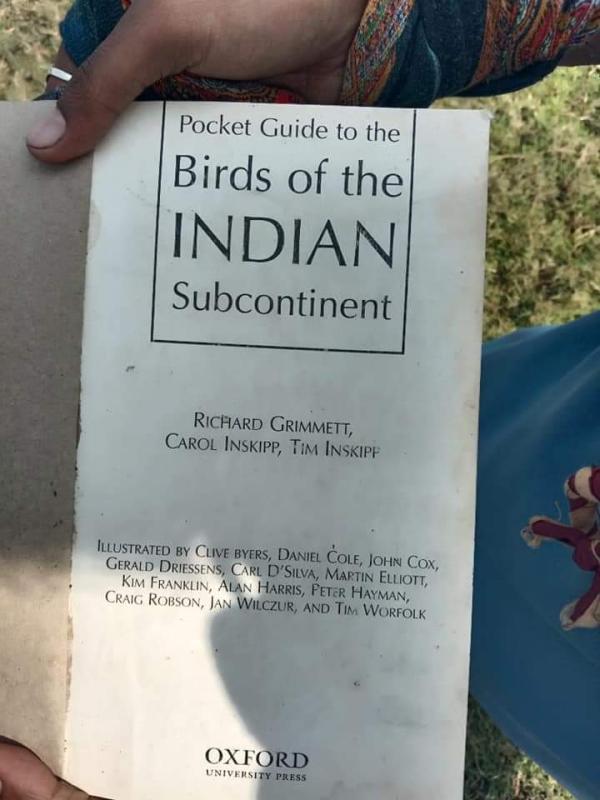 Pocket Guide to the
Birds of the
INDIAN
Subcontinent
RICHARD GRIMMETT,
CAROL INSKIPP, TIM INSKIPP
ILLUSTRATED BY CLIVE BYERS, DANIEL COLE, JOHN COX,
GERALD DRIESSENS, CARL D'SILVA, MARTIN ELLIOTT,
KIM FRANKLIN, ALAN HARRIS, PETER HAYMAN,
CRAIG ROBSON, JAN WILCZUR, AND TIM WORFOLK
OXFORD
UNIVERSITY PRESS